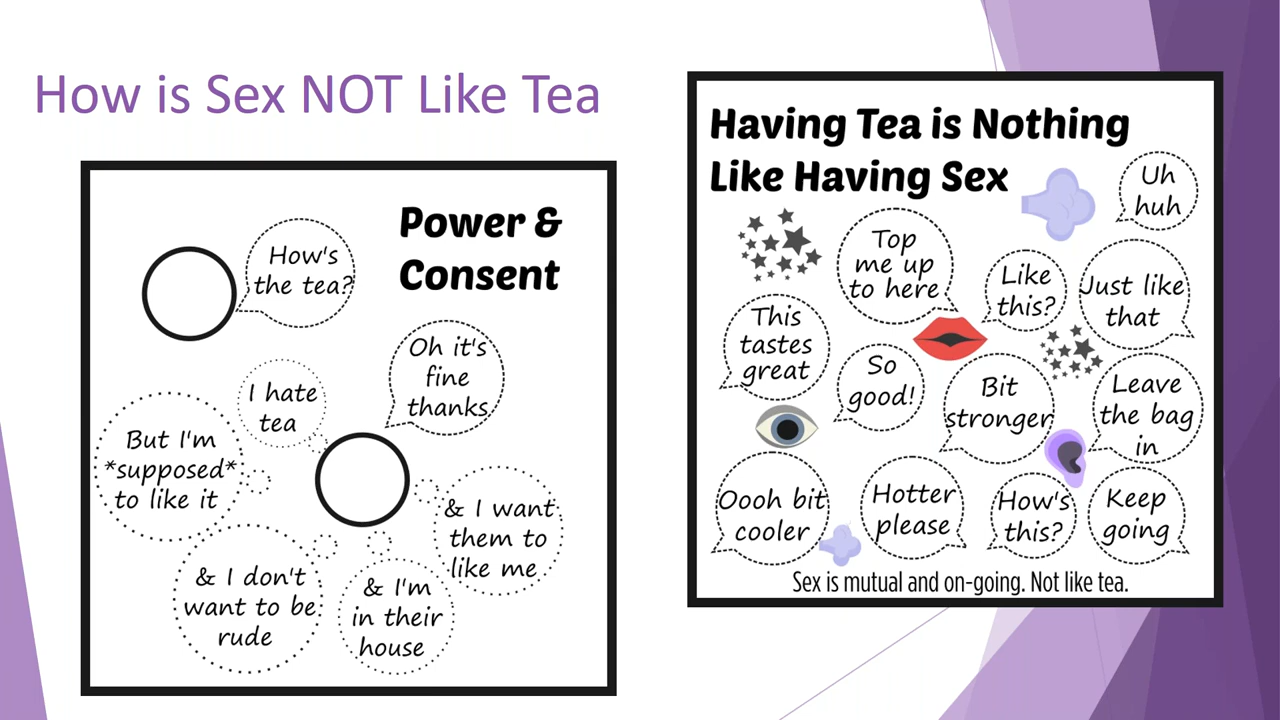 How is Sex NOT Like Tea
Power &
Consent
How's
the tea?
Oh it's
fine
thanks
I hate
tea
But I'm
*supposed*
to like it
& I want
them to
like me
& I don't
want to be
rude
& I'm
in their
house
Having Tea is Nothing
Like Having Sex
Uh
huh
Top
me up
to here
Like
this?
Just like
that
This
tastes
great
So
good!
Bit
stronger
Leave
the bag
in
Oooh bit
cooler
Hotter
please
How's
this?
Keep
going
Sex is mutual and on-going. Not like tea.